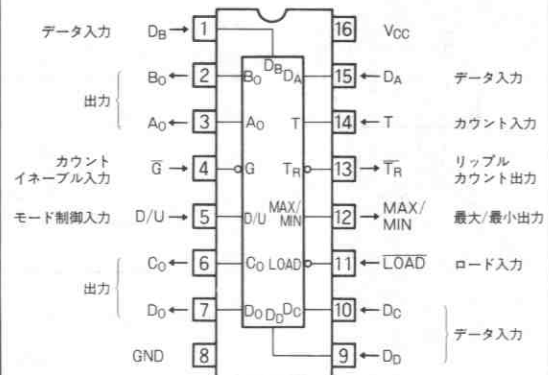 データ入力 DB → 1 16 VCC
DB
出力 BO ← 2 BO DA 15 ← DA データ入力
AO ← 3 AO T 14 ← T カウント入力
カウント
イネーブル入力 G̅ → 4 G TR 13 → T̅R̅ リップル
カウント出力
モード制御入力 D/U → 5 D/U MAX/
MIN 12 → MAX/
MIN 最大/最小出力
出力 CO ← 6 CO LOAD 11 ← L̅O̅A̅D̅ ロード入力
DO ← 7 DO DC 10 ← DC データ入力
DD
GND 8 9 ← DD